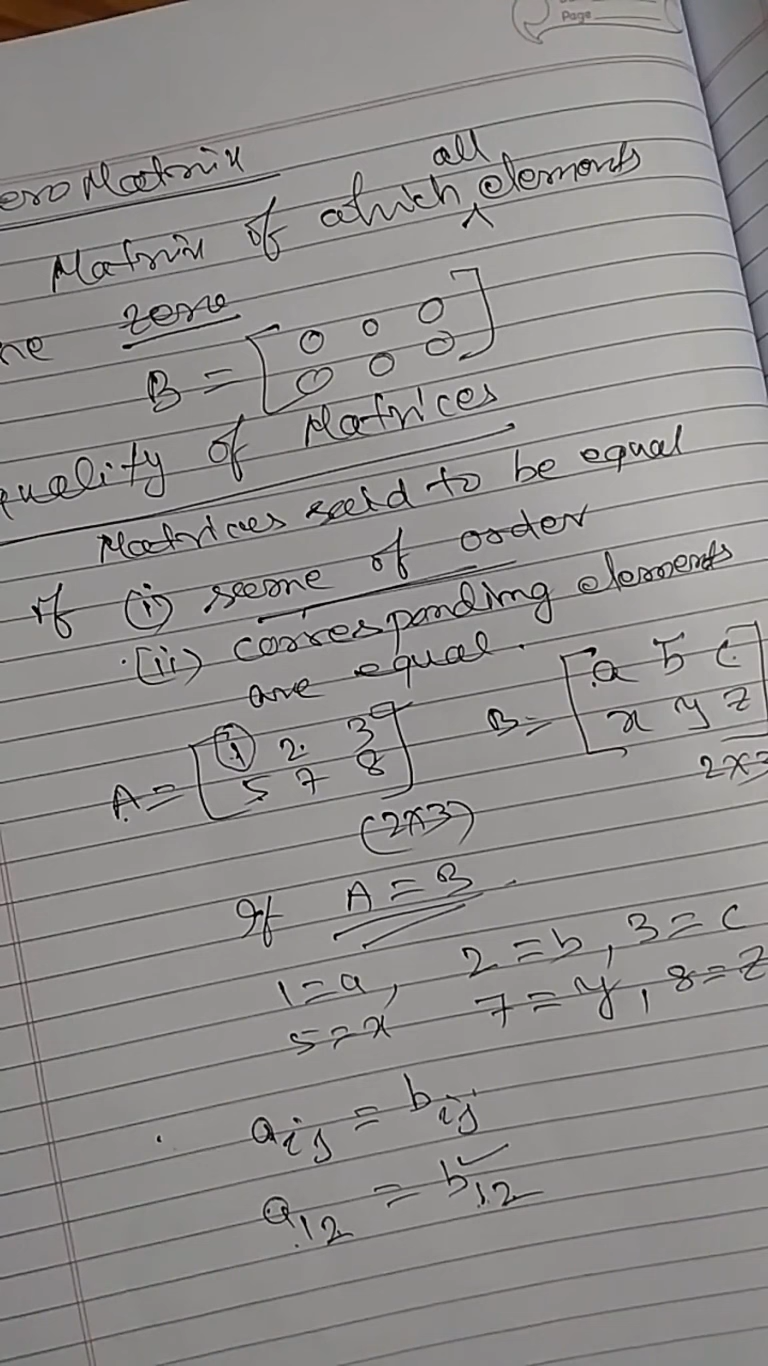 Page
ero Matrix
all
Matrix of which ^ elements
ne zero
B = [ 0 0 0
0 0 0 ]
quality of Matrices
Matrices said to be equal
if (i) same of order
(ii) corresponding elements
are equal.
A = [ 1 2 3
5 7 8 ]
(2×3)
B = [ a b c
x y z ]
2×3
If A = B
1 = a, 2 = b, 3 = c
5 = x 7 = y, 8 = z
aij = bij
a12 = b12